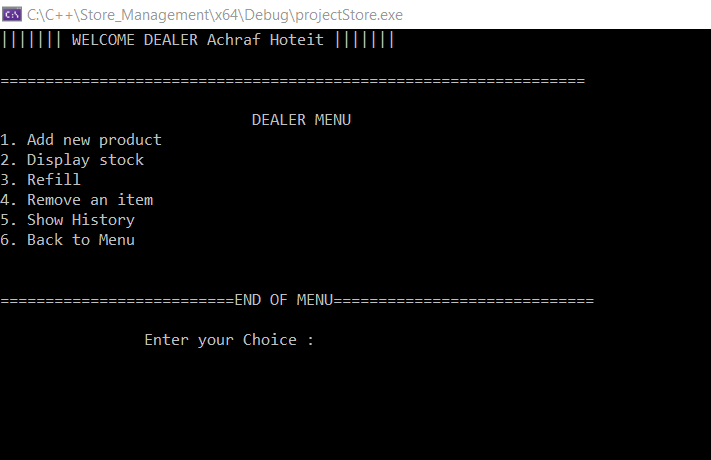 C:\C++\Store_Management\x64\Debug\projectStore.exe
||||||| WELCOME DEALER Achraf Hoteit |||||||
=================================================================
DEALER MENU
1. Add new product
2. Display stock
3. Refill
4. Remove an item
5. Show History
6. Back to Menu
==========================END OF MENU=============================
Enter your Choice :